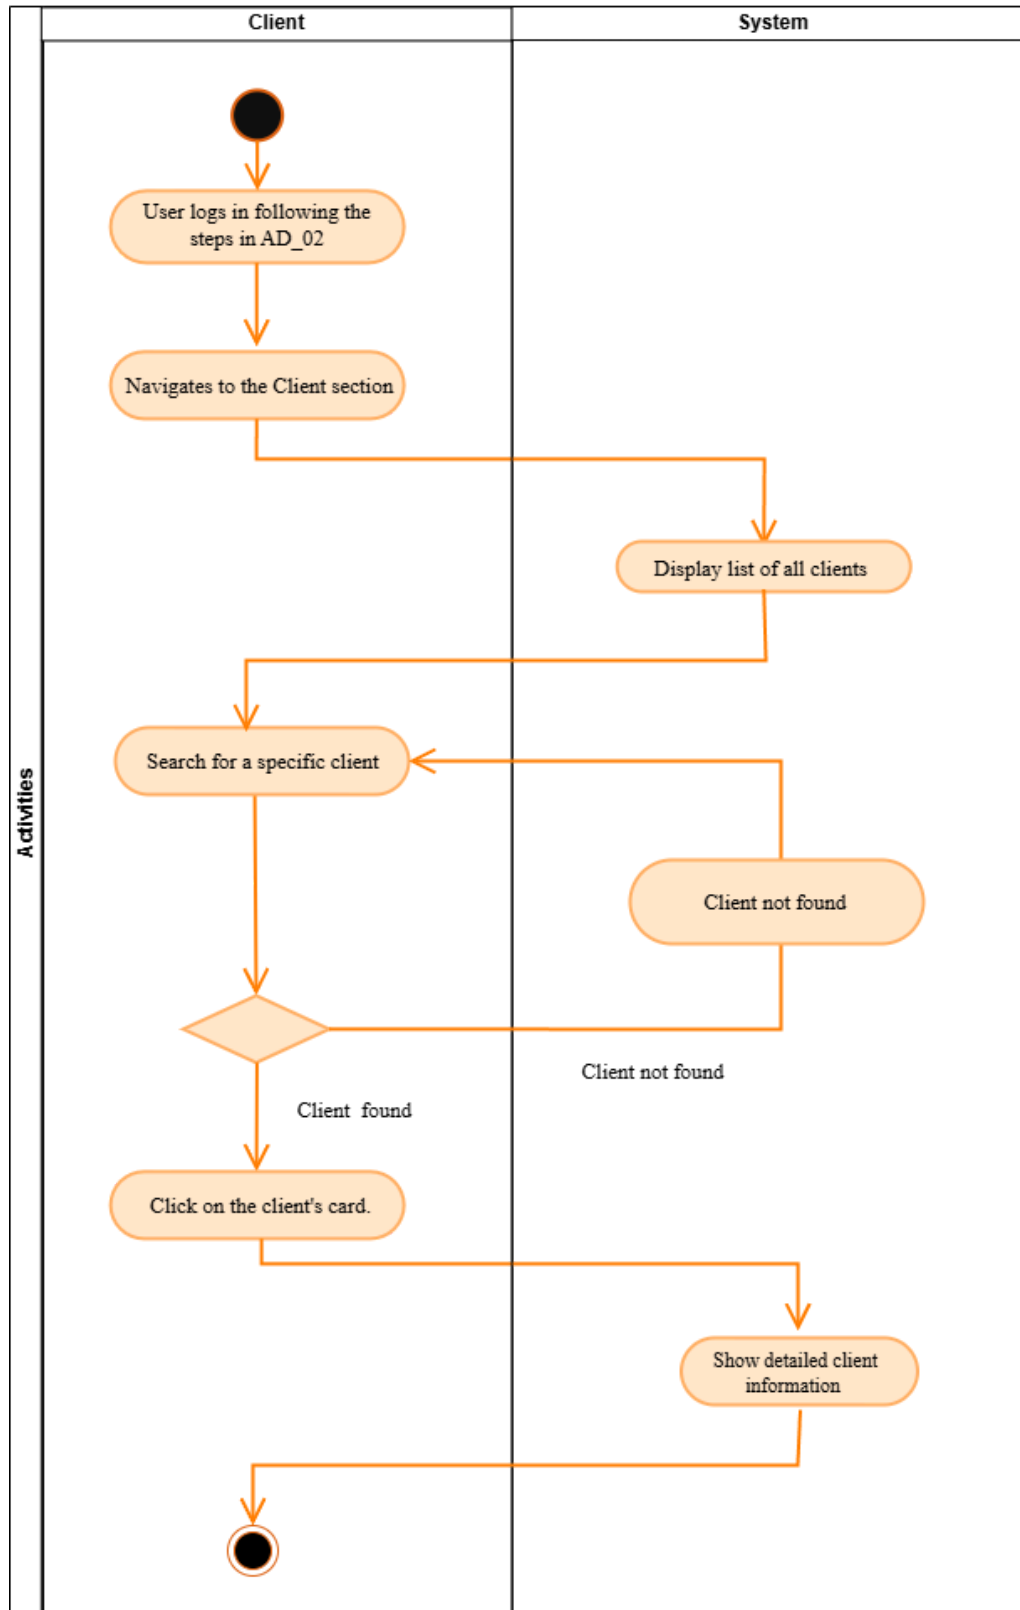 Client
System
Activities
User logs in following the
steps in AD_02
Navigates to the Client section
Display list of all clients
Search for a specific client
Client not found
Client not found
Client  found
Click on the client's card.
Show detailed client
information